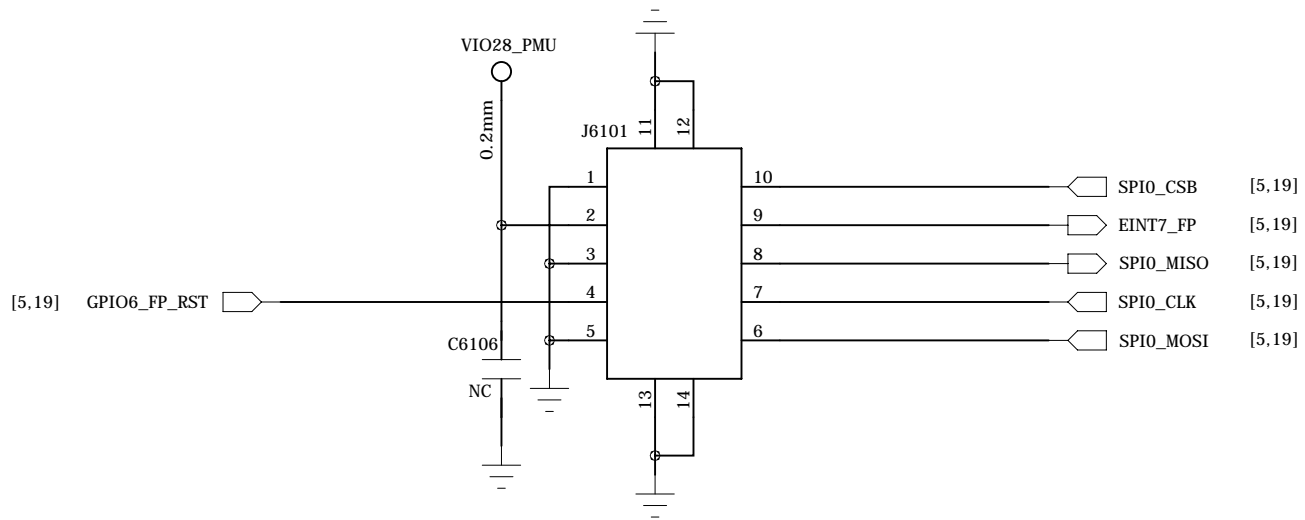 VIO28_PMU
0.2mm
J6101
11
12
1
10
SPI0_CSB [5,19]
2
9
EINT7_FP [5,19]
3
8
SPI0_MISO [5,19]
[5,19] GPIO6_FP_RST
4
7
SPI0_CLK [5,19]
5
6
SPI0_MOSI [5,19]
C6106
NC
13
14